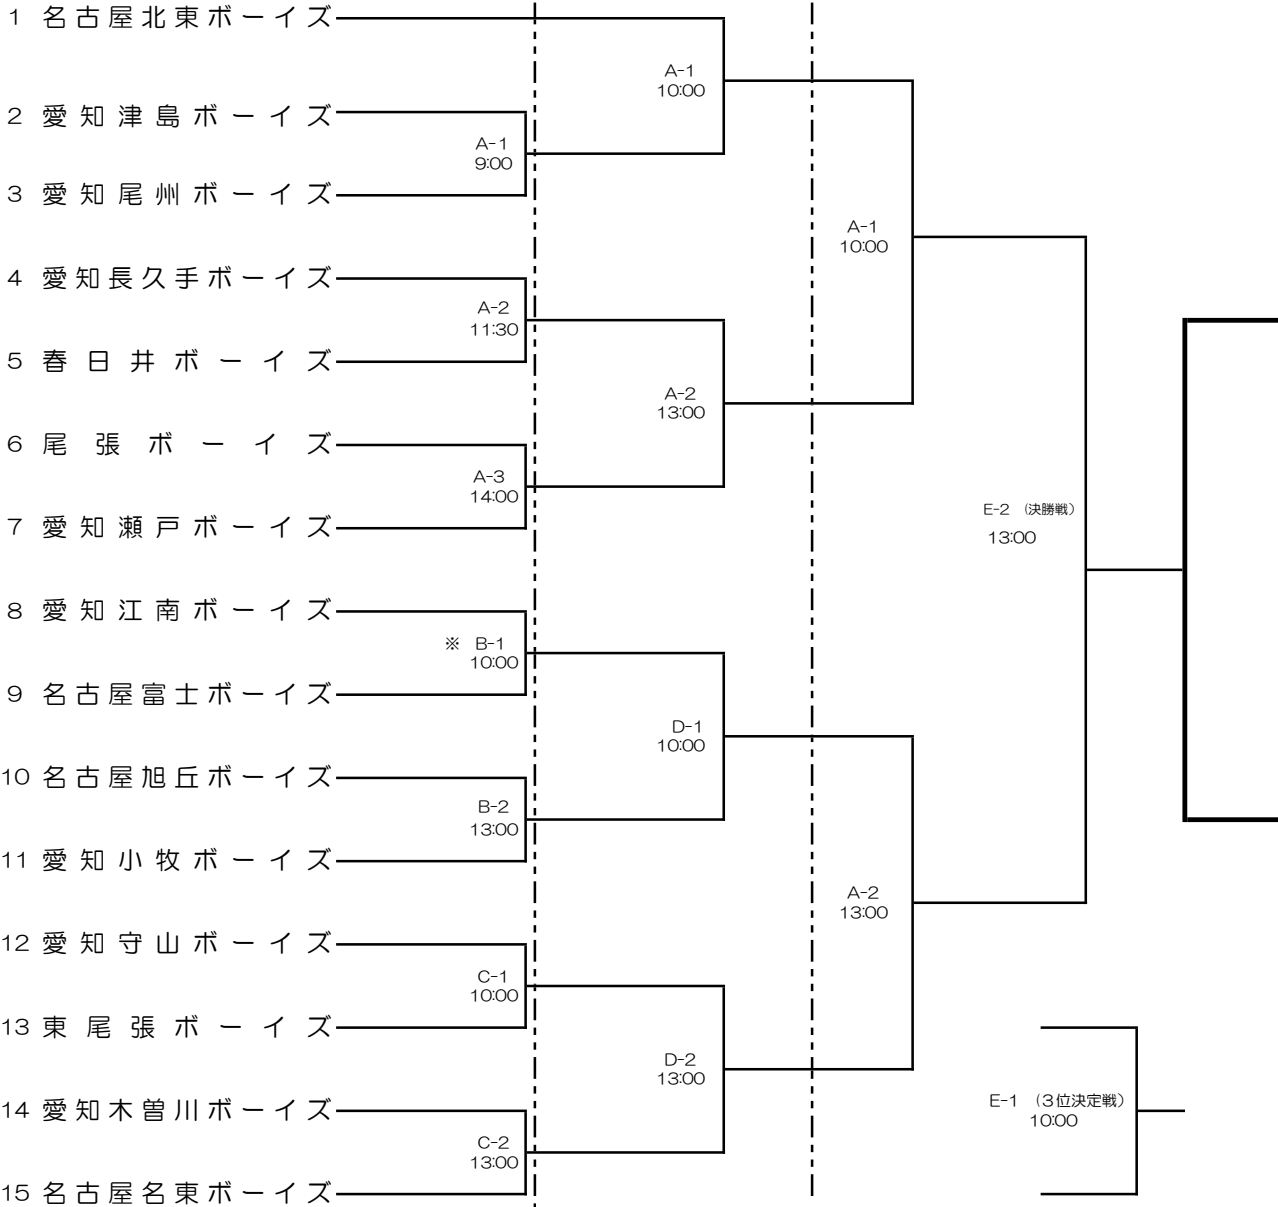 1 名古屋北東ボーイズ
A-1
10:00
2 愛知津島ボーイズ
A-1
9:00
3 愛知尾州ボーイズ
A-1
10:00
4 愛知長久手ボーイズ
A-2
11:30
5 春日井ボーイズ
A-2
13:00
6 尾張ボーイズ
A-3
14:00
E-2 (決勝戦)
13:00
7 愛知瀬戸ボーイズ
8 愛知江南ボーイズ
※ B-1
10:00
9 名古屋富士ボーイズ
D-1
10:00
10 名古屋旭丘ボーイズ
B-2
13:00
11 愛知小牧ボーイズ
A-2
13:00
12 愛知守山ボーイズ
C-1
10:00
13 東尾張ボーイズ
D-2
13:00
E-1 (3位決定戦)
10:00
14 愛知木曽川ボーイズ
C-2
13:00
15 名古屋名東ボーイズ